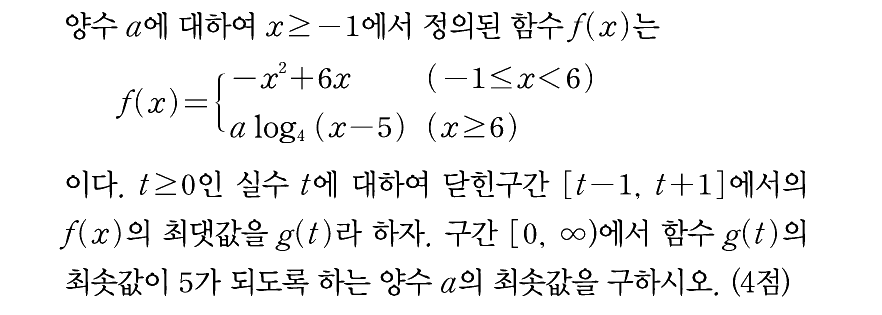 양수 a에 대하여 x≥-1에서 정의된 함수 f(x)는
f(x)={-x²+6x (-1≤x<6)
a log₄ (x-5) (x≥6)
이다. t≥0인 실수 t에 대하여 닫힌구간 [t-1, t+1]에서의
f(x)의 최댓값을 g(t)라 하자. 구간 [0, ∞)에서 함수 g(t)의
최솟값이 5가 되도록 하는 양수 a의 최솟값을 구하시오. (4점)